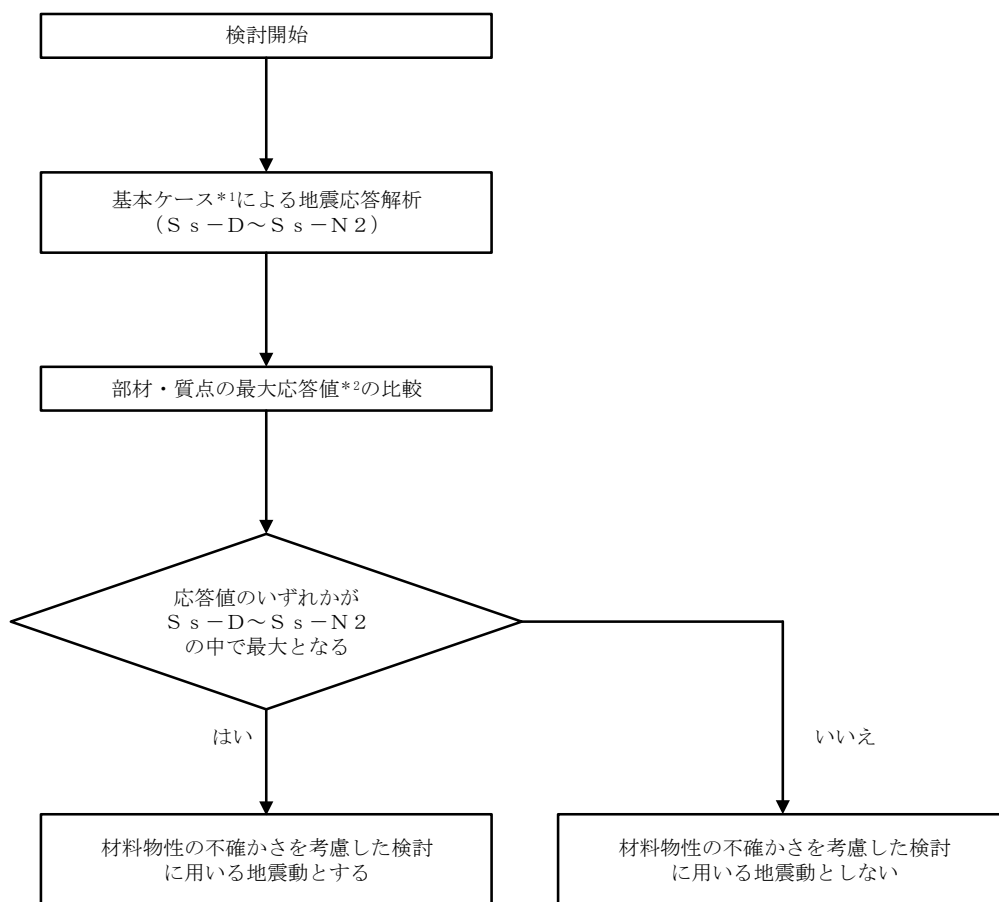 検討開始
基本ケース*1による地震応答解析
（Ｓｓ－Ｄ～Ｓｓ－Ｎ２）
部材・質点の最大応答値*2の比較
応答値のいずれかが
Ｓｓ－Ｄ～Ｓｓ－Ｎ２
の中で最大となる
はい
いいえ
材料物性の不確かさを考慮した検討
に用いる地震動とする
材料物性の不確かさを考慮した検討
に用いる地震動としない